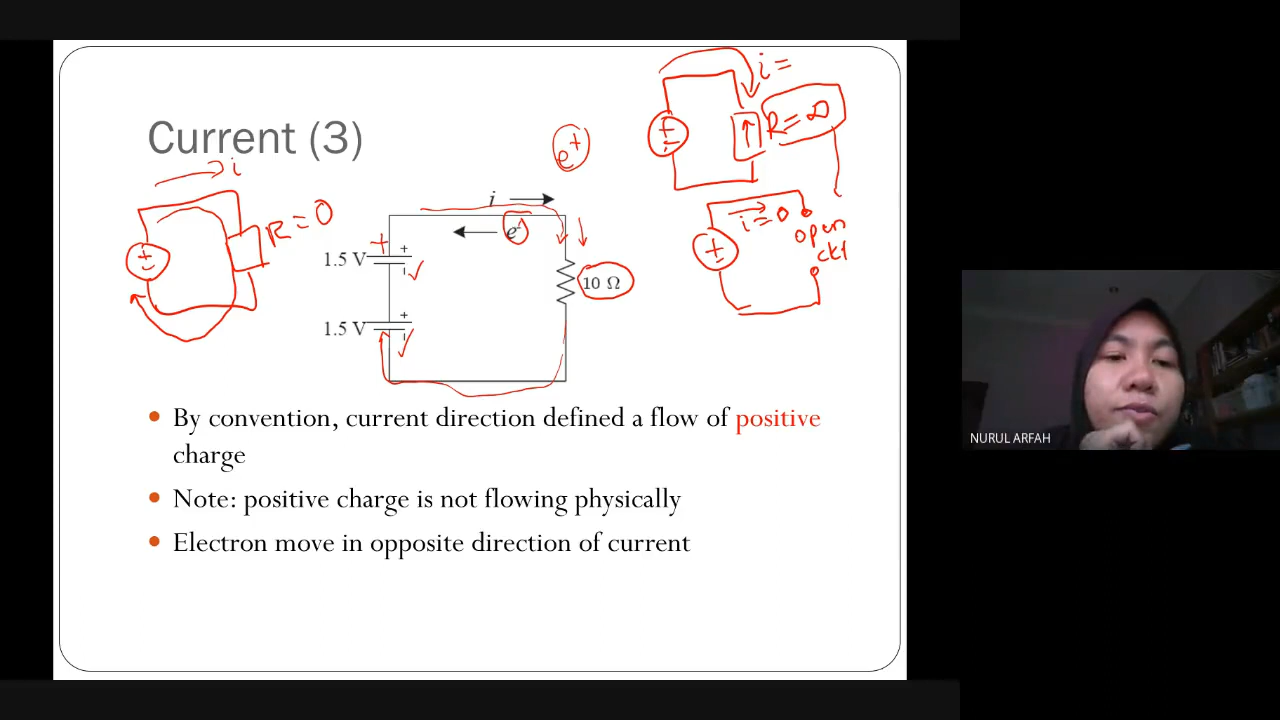 Current (3)
i
R = 0
i
e
+
1.5 V
+
-
10 Ω
1.5 V
+
-
e+
i =
R = ∞
i = 0
open
ckt
By convention, current direction defined a flow of positive
charge
Note: positive charge is not flowing physically
Electron move in opposite direction of current
NURUL ARFAH